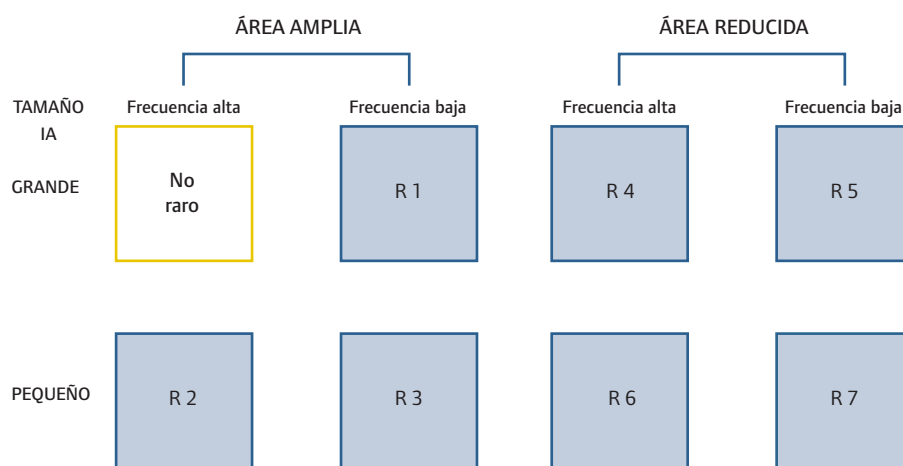 ÁREA AMPLIA ÁREA REDUCIDA
TAMAÑO Frecuencia alta Frecuencia baja Frecuencia alta Frecuencia baja
IA
GRANDE
No
raro
R 1 R 4 R 5
PEQUEÑO R 2 R 3 R 6 R 7